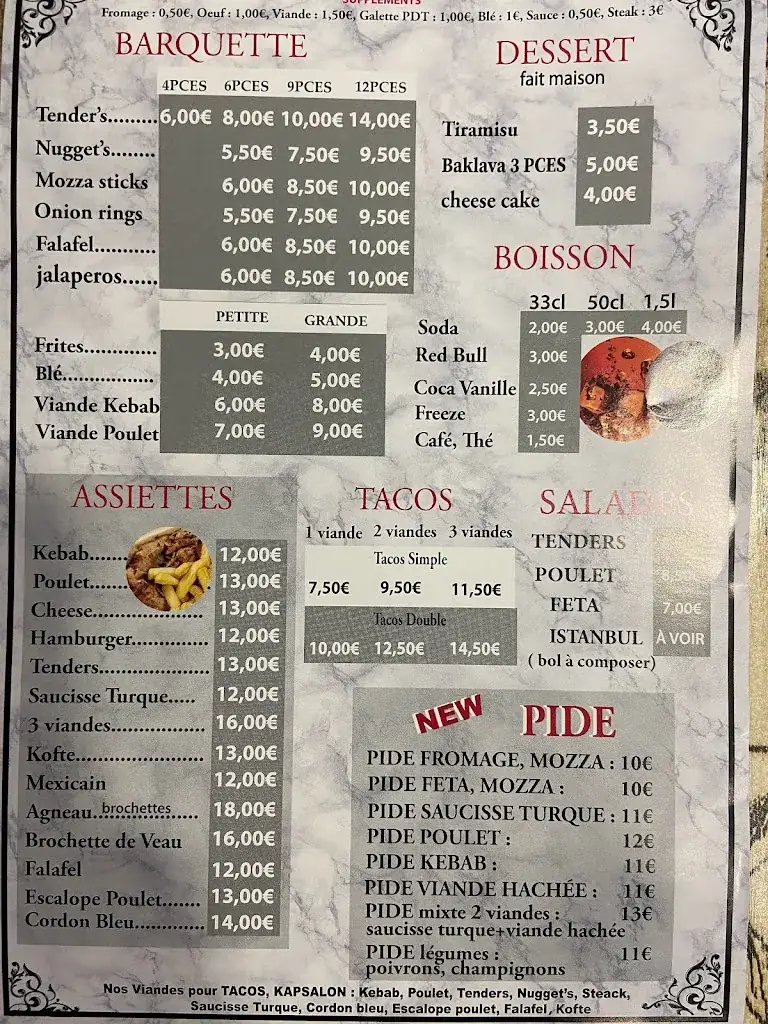 SUPPLEMENTS
Fromage : 0,50€, Oeuf : 1,00€, Viande : 1,50€, Galette PDT : 1,00€, Blé : 1€, Sauce : 0,50€, Steak : 3€
BARQUETTE
4PCES 6PCES 9PCES 12PCES
Tender's......... 6,00€ 8,00€ 10,00€ 14,00€
Nugget's........ 5,50€ 7,50€ 9,50€
Mozza sticks 6,00€ 8,50€ 10,00€
Onion rings 5,50€ 7,50€ 9,50€
Falafel........... 6,00€ 8,50€ 10,00€
jalaperos...... 6,00€ 8,50€ 10,00€
PETITE GRANDE
Frites............. 3,00€ 4,00€
Blé................. 4,00€ 5,00€
Viande Kebab 6,00€ 8,00€
Viande Poulet 7,00€ 9,00€
DESSERT
fait maison
Tiramisu 3,50€
Baklava 3 PCES 5,00€
cheese cake 4,00€
BOISSON
33cl 50cl 1,5l
Soda 2,00€ 3,00€ 4,00€
Red Bull 3,00€
Coca Vanille 2,50€
Freeze 3,00€
Café, Thé 1,50€
ASSIETTES
Kebab....... 12,00€
Poulet....... 13,00€
Cheese.................... 13,00€
Hamburger.............. 12,00€
Tenders.................... 13,00€
Saucisse Turque..... 12,00€
3 viandes................. 16,00€
Kofte....................... 13,00€
Mexicain 12,00€
Agneau..brochettes..... 18,00€
Brochette de Veau 16,00€
Falafel 12,00€
Escalope Poulet....... 13,00€
Cordon Bleu............. 14,00€
TACOS
1 viande 2 viandes 3 viandes
Tacos Simple
7,50€ 9,50€ 11,50€
Tacos Double
10,00€ 12,50€ 14,50€
SALADES
TENDERS
POULET
FETA 7,00€
ISTANBUL À VOIR
( bol à composer)
NEW PIDE
PIDE FROMAGE, MOZZA : 10€
PIDE FETA, MOZZA : 10€
PIDE SAUCISSE TURQUE : 11€
PIDE POULET : 12€
PIDE KEBAB : 11€
PIDE VIANDE HACHÉE : 11€
PIDE mixte 2 viandes : 13€
saucisse turque+viande hachée
PIDE légumes : 11€
poivrons, champignons
Nos Viandes pour TACOS, KAPSALON : Kebab, Poulet, Tenders, Nugget's, Steack,
Saucisse Turque, Cordon bleu, Escalope poulet, Falafel, Kofte